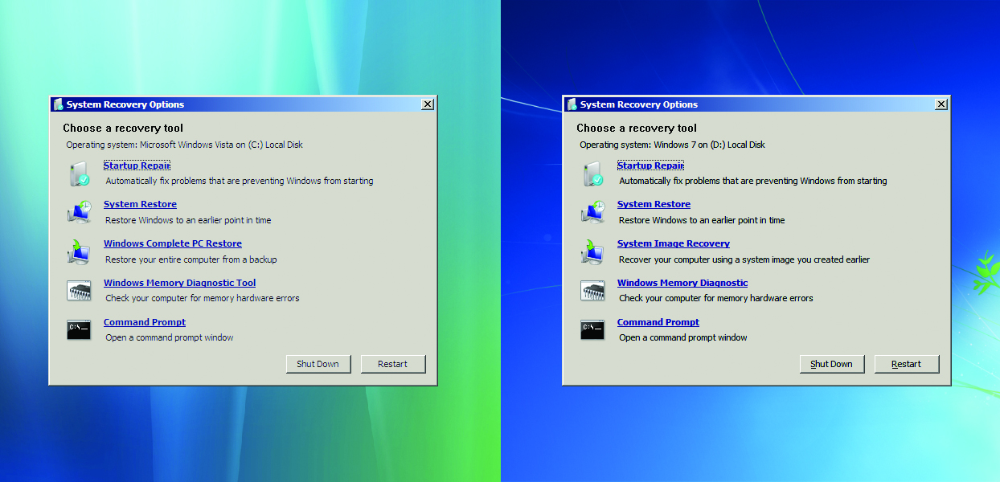 System Recovery Options
Choose a recovery tool
Operating system: Microsoft Windows Vista on (C:) Local Disk
Startup Repair
Automatically fix problems that are preventing Windows from starting
System Restore
Restore Windows to an earlier point in time
Windows Complete PC Restore
Restore your entire computer from a backup
Windows Memory Diagnostic Tool
Check your computer for memory hardware errors
C:\_
Command Prompt
Open a command prompt window
Shut Down
Restart
System Recovery Options
Choose a recovery tool
Operating system: Windows 7 on (D:) Local Disk
Startup Repair
Automatically fix problems that are preventing Windows from starting
System Restore
Restore Windows to an earlier point in time
System Image Recovery
Recover your computer using a system image you created earlier
Windows Memory Diagnostic
Check your computer for memory hardware errors
C:\_
Command Prompt
Open a command prompt window
Shut Down
Restart